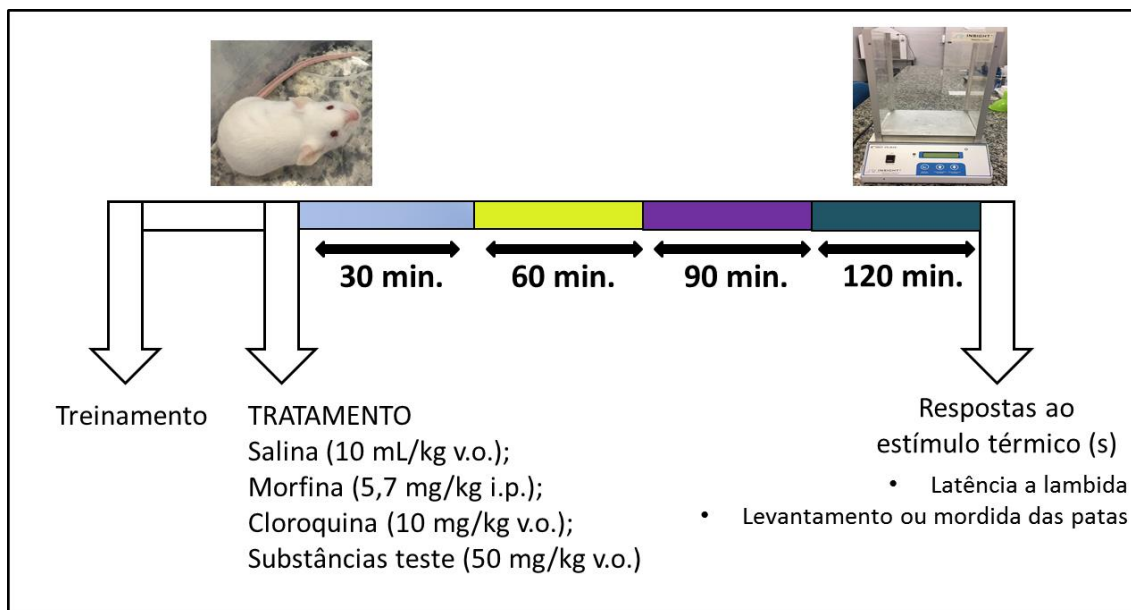 INSIGHT
30 min.
60 min.
90 min.
120 min.
Treinamento
TRATAMENTO
Salina (10 mL/kg v.o.);
Morfina (5,7 mg/kg i.p.);
Cloroquina (10 mg/kg v.o.);
Substâncias teste (50 mg/kg v.o.)
Respostas ao
estímulo térmico (s)
• Latência a lambida
• Levantamento ou mordida das patas